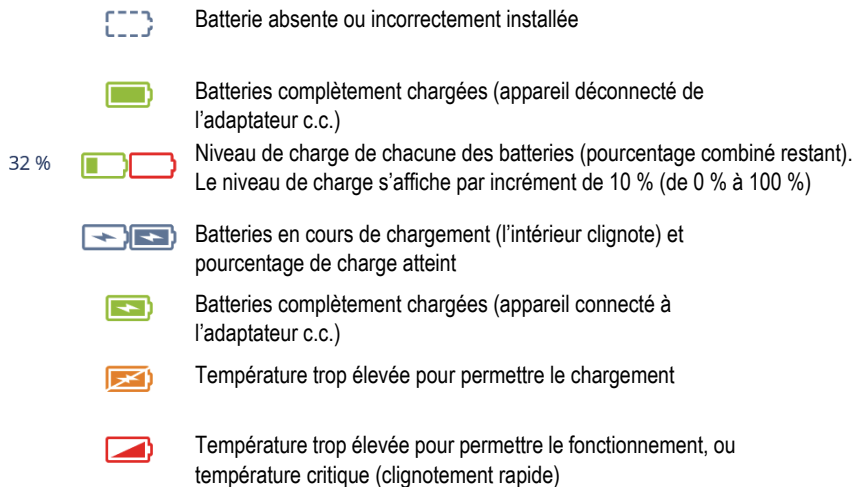 Batterie absente ou incorrectement installée
Batteries complètement chargées (appareil déconnecté de
l’adaptateur c.c.)
32 %
Niveau de charge de chacune des batteries (pourcentage combiné restant).
Le niveau de charge s’affiche par incrément de 10 % (de 0 % à 100 %)
Batteries en cours de chargement (l’intérieur clignote) et
pourcentage de charge atteint
Batteries complètement chargées (appareil connecté à
l’adaptateur c.c.)
Température trop élevée pour permettre le chargement
Température trop élevée pour permettre le fonctionnement, ou
température critique (clignotement rapide)